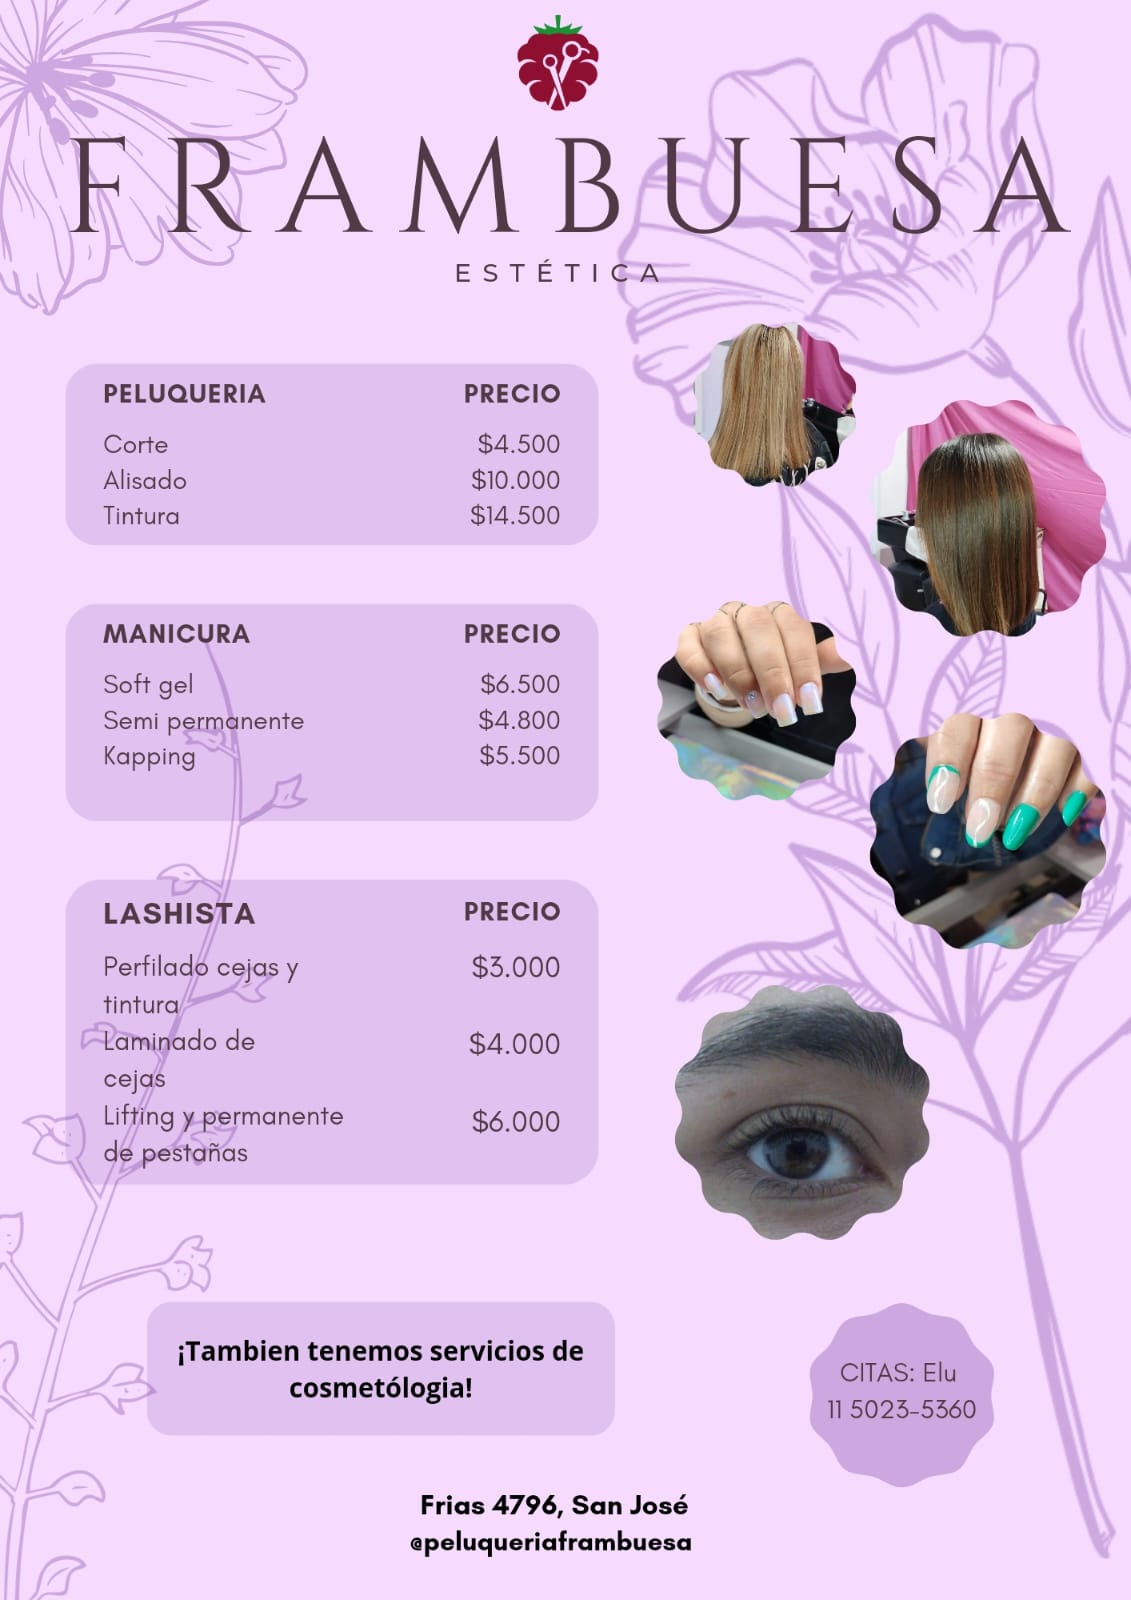 FRAMBUESA
ESTÉTICA
PELUQUERIA PRECIO
Corte $4.500
Alisado $10.000
Tintura $14.500
MANICURA PRECIO
Soft gel $6.500
Semi permanente $4.800
Kapping $5.500
LASHISTA PRECIO
Perfilado cejas y $3.000
tintura
Laminado de $4.000
cejas
Lifting y permanente $6.000
de pestañas
¡Tambien tenemos servicios de
cosmetólogia!
CITAS: Elu
11 5023-5360
Frias 4796, San José
@peluqueriaframbuesa